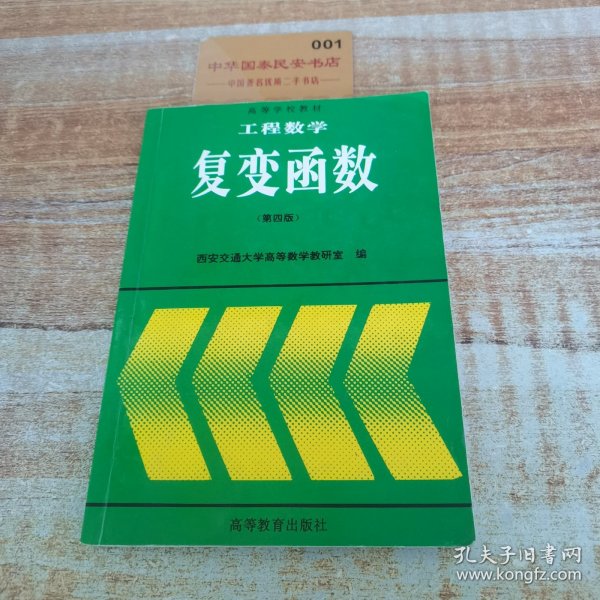 001
中华国泰民安书店
中国著名优质二手书店
高等学校教材
工程数学
复变函数
（第四版）
西安交通大学高等数学教研室 编
高等教育出版社
孔夫子旧书网
www.kongfz.com